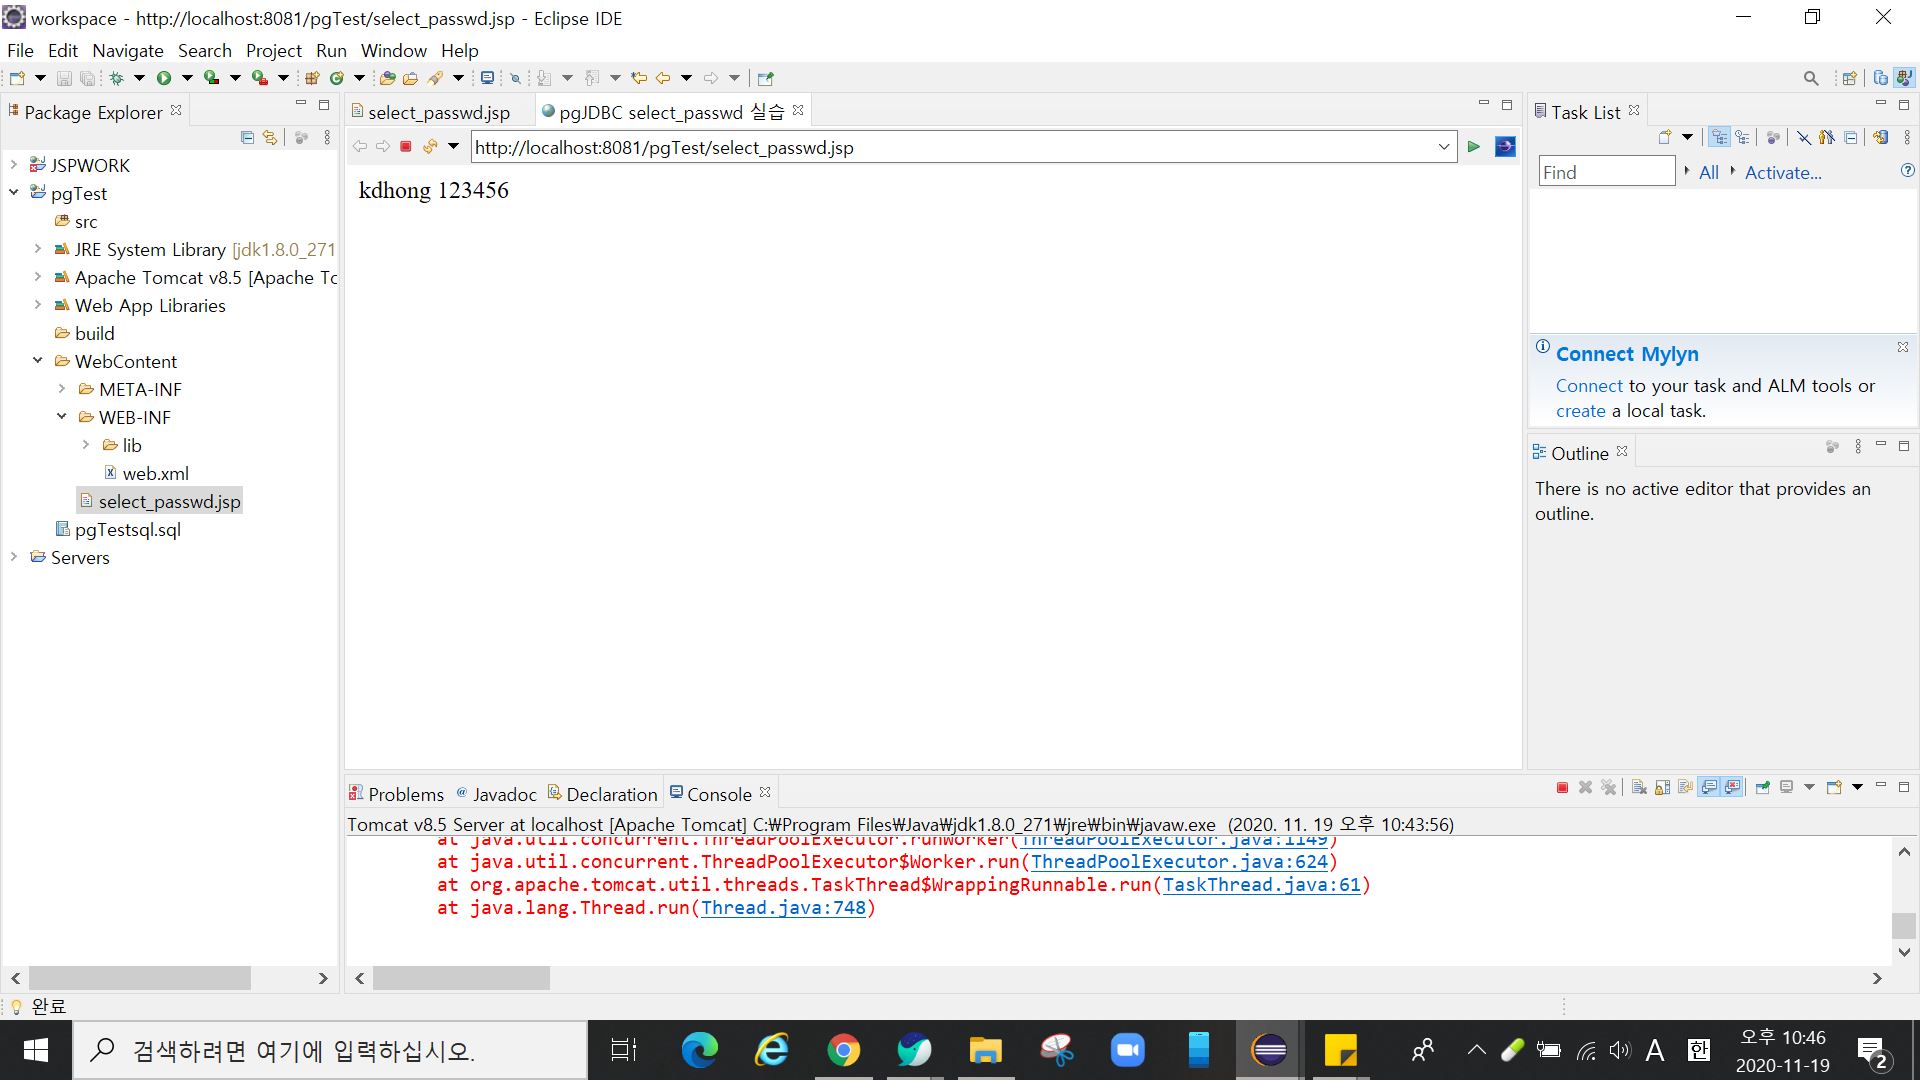 workspace - http://localhost:8081/pgTest/select_passwd.jsp - Eclipse IDE
File Edit Navigate Search Project Run Window Help
Package Explorer
JSPWORK
pgTest
src
JRE System Library [jdk1.8.0_271
Apache Tomcat v8.5 [Apache Tc
Web App Libraries
build
WebContent
META-INF
WEB-INF
lib
web.xml
select_passwd.jsp
pgTestsql.sql
Servers
select_passwd.jsp
pgJDBC select_passwd 실습
http://localhost:8081/pgTest/select_passwd.jsp
kdhong 123456
Task List
Find
All
Activate...
Connect Mylyn
Connect to your task and ALM tools or
create a local task.
Outline
There is no active editor that provides an
outline.
Problems
@ Javadoc
Declaration
Console
Tomcat v8.5 Server at localhost [Apache Tomcat] C:₩Program Files₩Java₩jdk1.8.0_271₩jre₩bin₩javaw.exe (2020. 11. 19 오후 10:43:56)
at java.util.concurrent.ThreadPoolExecutor.runWorker(ThreadPoolExecutor.java:1149)
at java.util.concurrent.ThreadPoolExecutor$Worker.run(ThreadPoolExecutor.java:624)
at org.apache.tomcat.util.threads.TaskThread$WrappingRunnable.run(TaskThread.java:61)
at java.lang.Thread.run(Thread.java:748)
완료
검색하려면 여기에 입력하십시오.
A
한
오후 10:46
2020-11-19
2